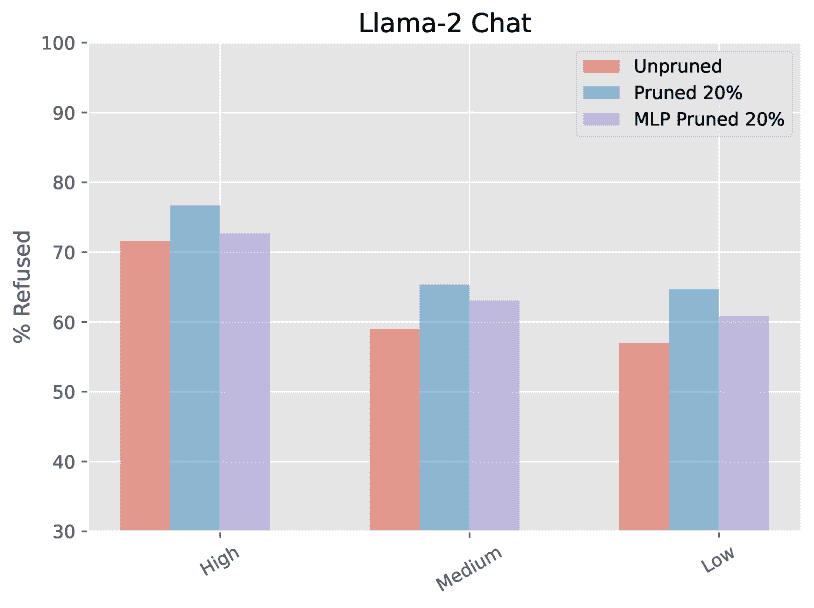 Llama-2 Chat
Unpruned
Pruned 20%
MLP Pruned 20%
% Refused
100
90
80
70
60
50
40
30
High
Medium
Low